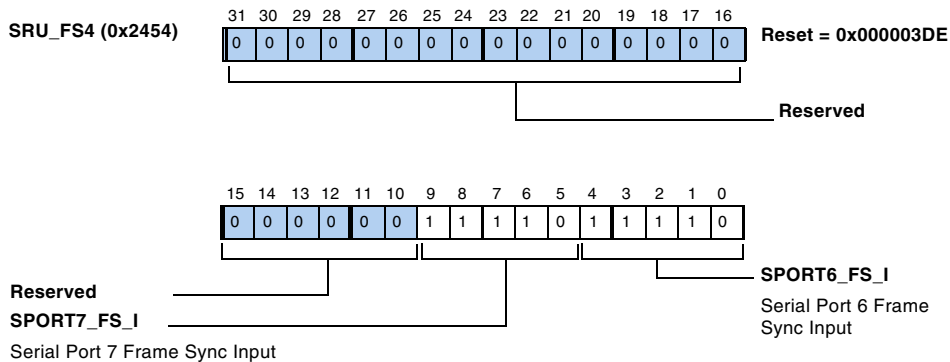 SRU_FS4 (0x2454)
31 30 29 28 27 26 25 24 23 22 21 20 19 18 17 16
0 0 0 0 0 0 0 0 0 0 0 0 0 0 0 0
Reset = 0x000003DE
Reserved
15 14 13 12 11 10 9 8 7 6 5 4 3 2 1 0
0 0 0 0 0 0 1 1 1 1 0 1 1 1 1 0
Reserved
SPORT7_FS_I
Serial Port 7 Frame Sync Input
SPORT6_FS_I
Serial Port 6 Frame
Sync Input